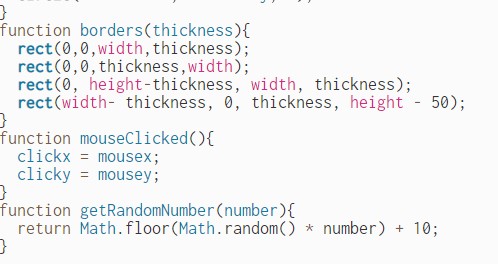 }
function borders(thickness){
  rect(0,0,width,thickness);
  rect(0,0,thickness,width);
  rect(0, height-thickness, width, thickness);
  rect(width- thickness, 0, thickness, height - 50);
}
function mouseClicked(){
  clickx = mousex;
  clicky = mousey;
}
function getRandomNumber(number){
  return Math.floor(Math.random() * number) + 10;
}